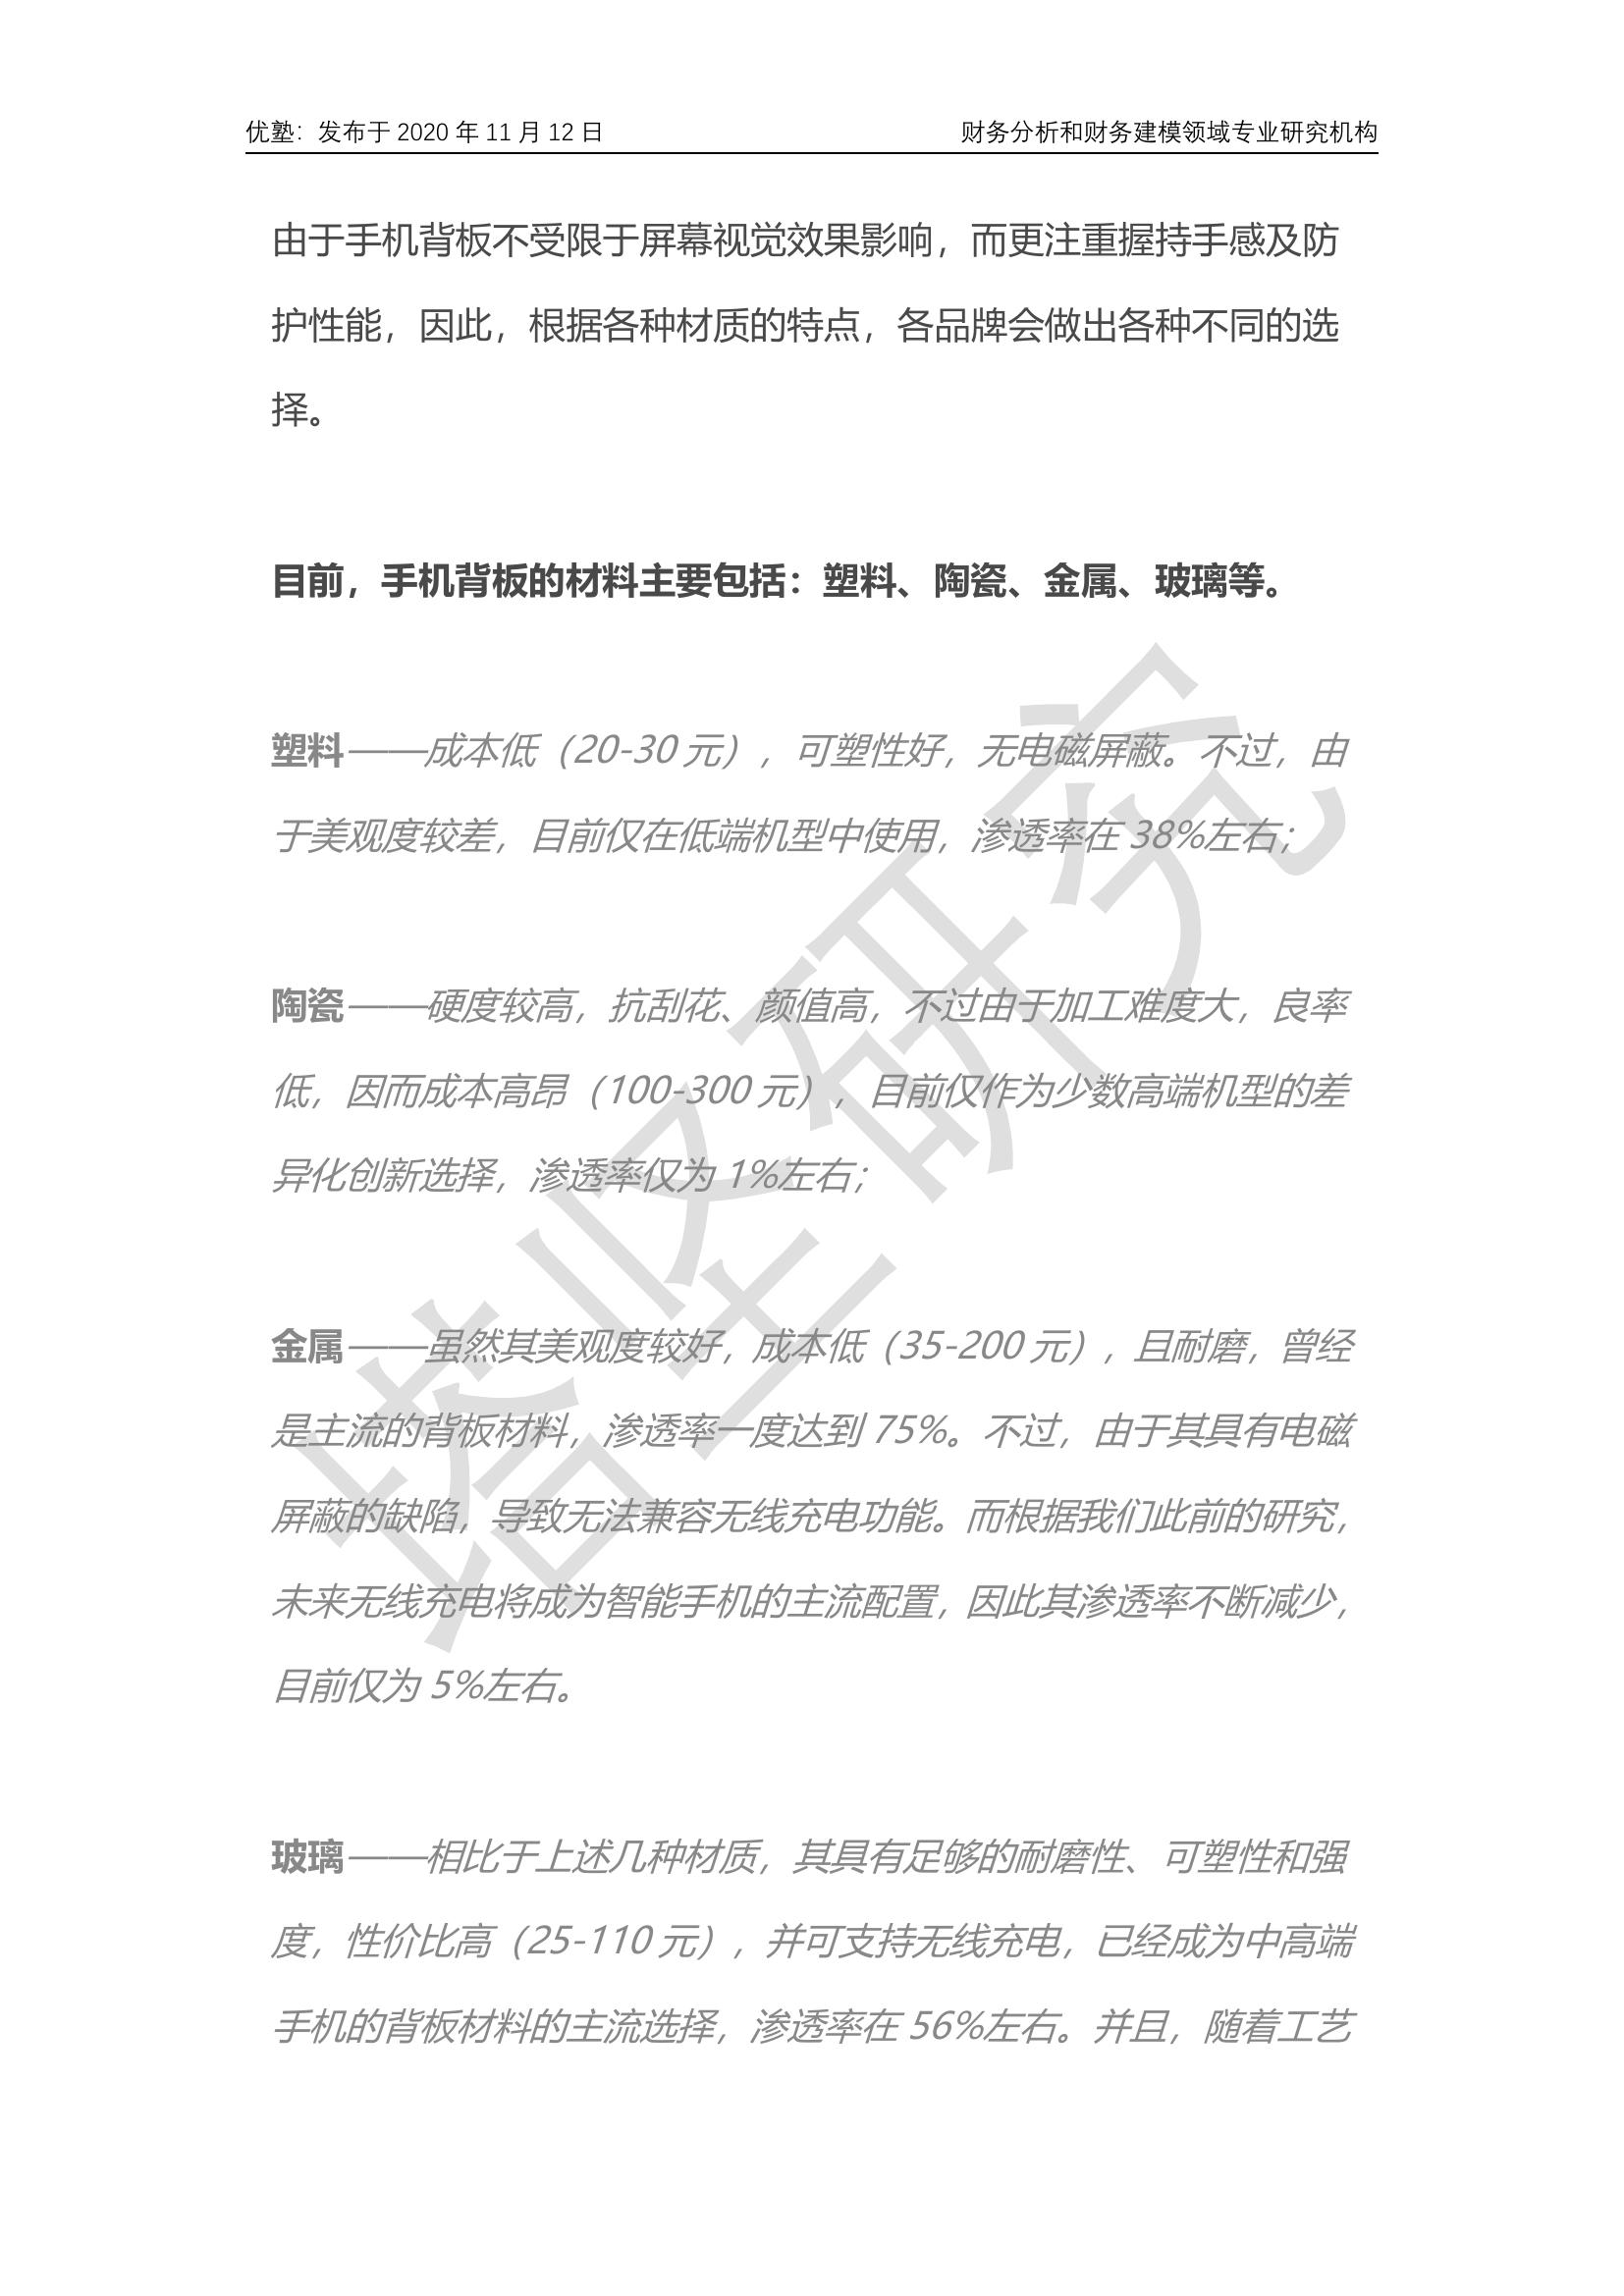 优塾：发布于 2020 年 11 月 12 日 财务分析和财务建模领域专业研究机构
由于手机背板不受限于屏幕视觉效果影响，而更注重握持手感及防
护性能，因此，根据各种材质的特点，各品牌会做出各种不同的选
择。
目前，手机背板的材料主要包括：塑料、陶瓷、金属、玻璃等。
塑料——成本低（20-30 元），可塑性好，无电磁屏蔽。不过，由
于美观度较差，目前仅在低端机型中使用，渗透率在 38%左右；
陶瓷——硬度较高，抗刮花、颜值高，不过由于加工难度大，良率
低，因而成本高昂（100-300 元），目前仅作为少数高端机型的差
异化创新选择，渗透率仅为 1%左右；
金属——虽然其美观度较好，成本低（35-200 元），且耐磨，曾经
是主流的背板材料，渗透率一度达到 75%。不过，由于其具有电磁
屏蔽的缺陷，导致无法兼容无线充电功能。而根据我们此前的研究，
未来无线充电将成为智能手机的主流配置，因此其渗透率不断减少，
目前仅为 5%左右。
玻璃——相比于上述几种材质，其具有足够的耐磨性、可塑性和强
度，性价比高（25-110 元），并可支持无线充电，已经成为中高端
手机的背板材料的主流选择，渗透率在 56%左右。并且，随着工艺
塔坚研究